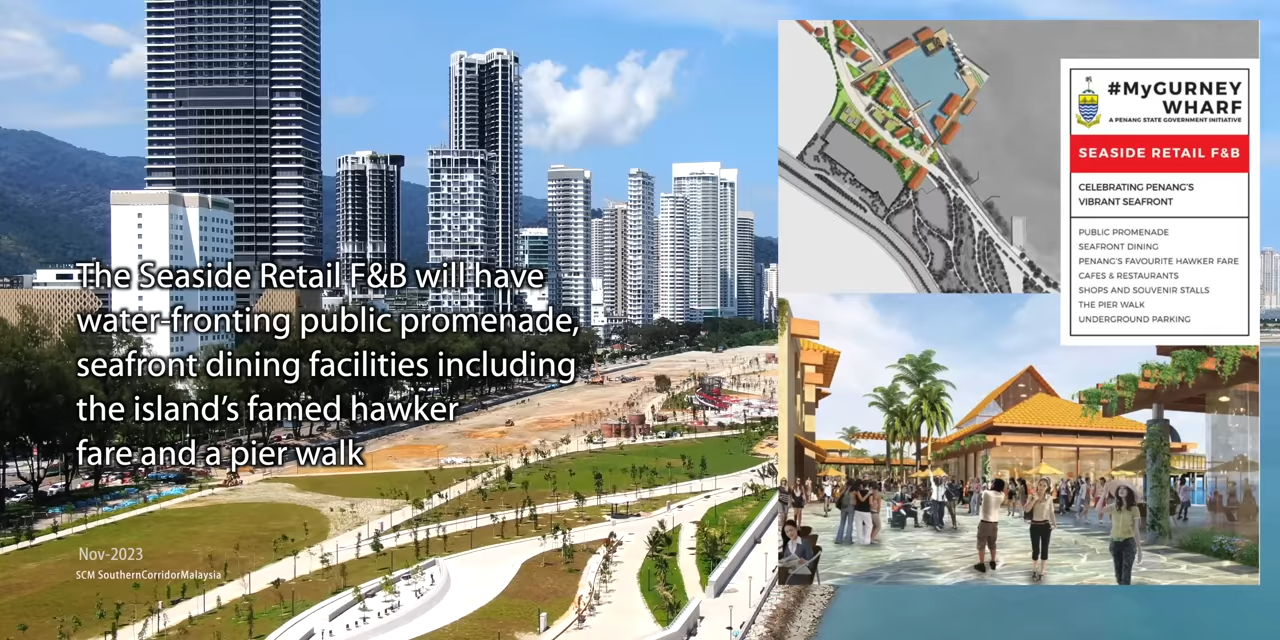 The Seaside Retail F&B will have
water-fronting public promenade,
seafront dining facilities including
the island’s famed hawker
fare and a pier walk
Nov-2023
SCM SouthernCorridorMalaysia
#MyGURNEY
WHARF
A PENANG STATE GOVERNMENT INITIATIVE
SEASIDE RETAIL F&B
CELEBRATING PENANG'S
VIBRANT SEAFRONT
PUBLIC PROMENADE
SEAFRONT DINING
PENANG'S FAVOURITE HAWKER FARE
CAFES & RESTAURANTS
SHOPS AND SOUVENIR STALLS
THE PIER WALK
UNDERGROUND PARKING